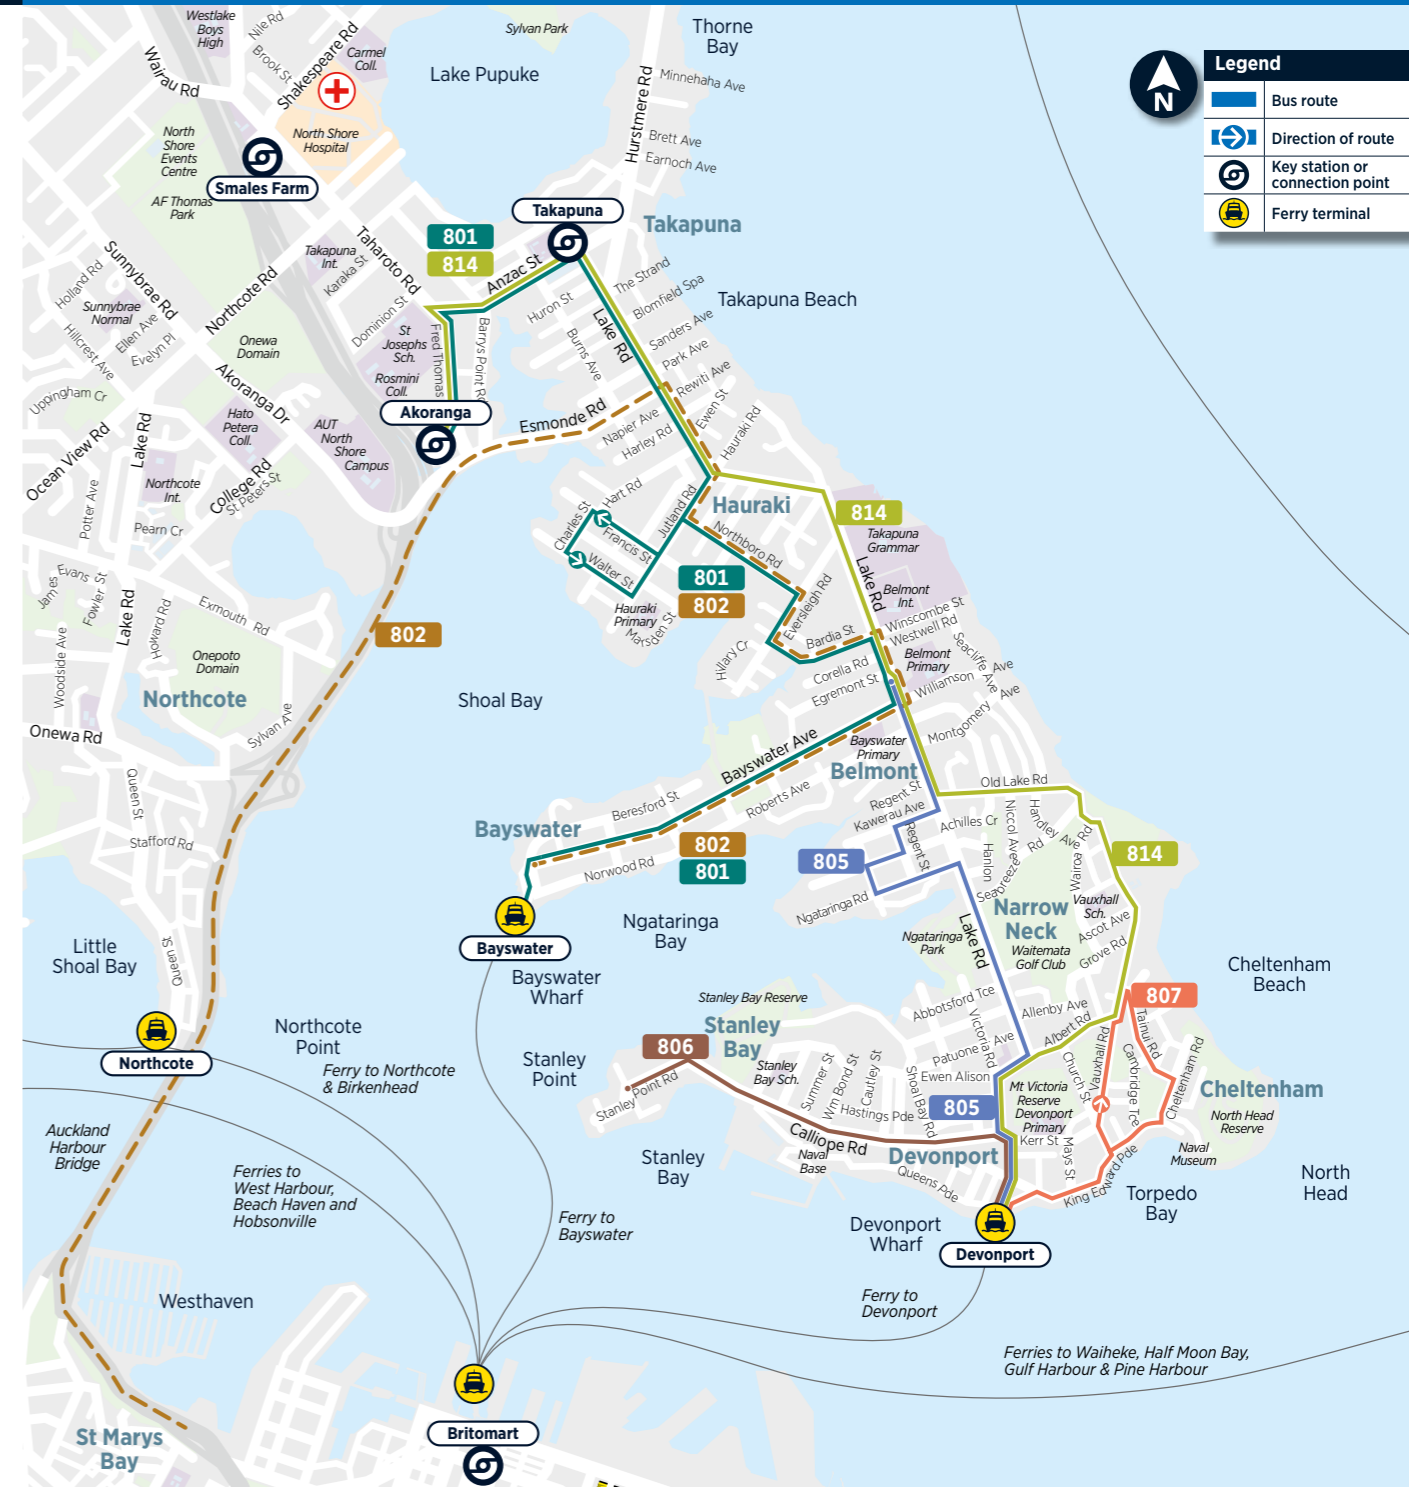 Legend
Bus route
Direction of route
Key station or
connection point
Ferry terminal
N
Westlake
Boys
High
Nile Rd
Brook St
Shakespeare Rd
Carmel
Coll.
Wairau Rd
Sylvan Park
Thorne
Bay
Lake Pupuke
Minnehaha Ave
Hurstmere Rd
Brett Ave
Earnoch Ave
North
Shore
Events
Centre
North Shore
Hospital
Smales Farm
AF Thomas
Park
Takapuna
Takapuna
801
814
Takapuna
Int.
Karaka St
Taharoto Rd
Anzac St
The Strand
Blomfield Spa
Takapuna Beach
Holland Rd
Sunnybrae Rd
Sunnybrae
Normal
Northcote Rd
Hillcrest Ave
Ellen Ave
Evelyn Pl
Dominion St
St
Josephs
Sch.
Fred Thomas
Barrys Point Rd
Huron St
Burns Ave
Lake Rd
Sanders Ave
Park Ave
Rewiti Ave
Onewa
Domain
Rosmini
Coll.
Akoranga Dr
Uppingham Cr
Akoranga
Esmonde Rd
Napier Ave
Harley Rd
Ewen St
Hauraki Rd
Hato
Petera
Coll.
AUT
North
Shore
Campus
Lake Rd
Ocean View Rd
College Rd
St Peters St
Northcote
Int.
Potter Ave
Pearn Cr
Hart Rd
Charles St
Francis St
Walter St
Jutland Rd
Hauraki
Northboro Rd
814
Takapuna
Grammar
801
802
Hauraki
Primary
Marsden St
Eversleigh Rd
Lake Rd
Belmont
Int.
Winscombe St
Westwell Rd
Seacliffe Ave
Bardia St
Belmont
Primary
Hillary Cr
Corella Rd
Egremont St
Williamson Ave
Montgomery Ave
Evans
James
Fowler St
Lake Rd
Howard Rd
Exmouth Rd
802
Woodside Ave
Onepoto
Domain
Northcote
Sylvan Ave
Onewa Rd
Shoal Bay
Bayswater Ave
Bayswater
Primary
Belmont
Old Lake Rd
Queen St
Stafford Rd
Beresford St
Roberts Ave
Regent St
Kawerau Ave
Regent St
Achilles Cr
Hanlon
Niccol Ave
Handley Ave
Seabreeze Rd
Wairoa Rd
814
Bayswater
802
801
805
Norwood Rd
Ngataringa Rd
Vauxhall
Sch.
Ascot Ave
Grove Rd
Narrow
Neck
Waitemata
Golf Club
Bayswater
Ngataringa
Bay
Ngataringa
Park
Lake Rd
Cheltenham
Beach
Little
Shoal Bay
Queen St
Bayswater
Wharf
Stanley Bay Reserve
Abbotsford Tce
Victoria Rd
Allenby Ave
Albert Rd
Patuone Ave
807
Northcote
Northcote
Point
Ferry to Northcote
& Birkenhead
Stanley
Point
Stanley
Bay
806
Stanley Point Rd
Stanley
Bay Sch.
Summer St
Wm Bond St
Cautley St
Shoal Bay Rd
Ewen Alison
Hastings Pde
805
Mt Victoria
Reserve
Devonport
Primary
Church St
Vauxhall Rd
Cambridge Tce
Tainui Rd
Cheltenham Rd
Cheltenham
North Head
Reserve
Kerr St
Mays St
Naval
Museum
Calliope Rd
Naval
Base
Queens Pde
Devonport
King Edward Pde
Torpedo
Bay
North
Head
Auckland
Harbour
Bridge
Ferries to
West Harbour,
Beach Haven and
Hobsonville
Ferry to
Bayswater
Stanley
Bay
Devonport
Wharf
Devonport
Ferry to
Devonport
Westhaven
Ferries to Waiheke, Half Moon Bay,
Gulf Harbour & Pine Harbour
Britomart
St Marys
Bay